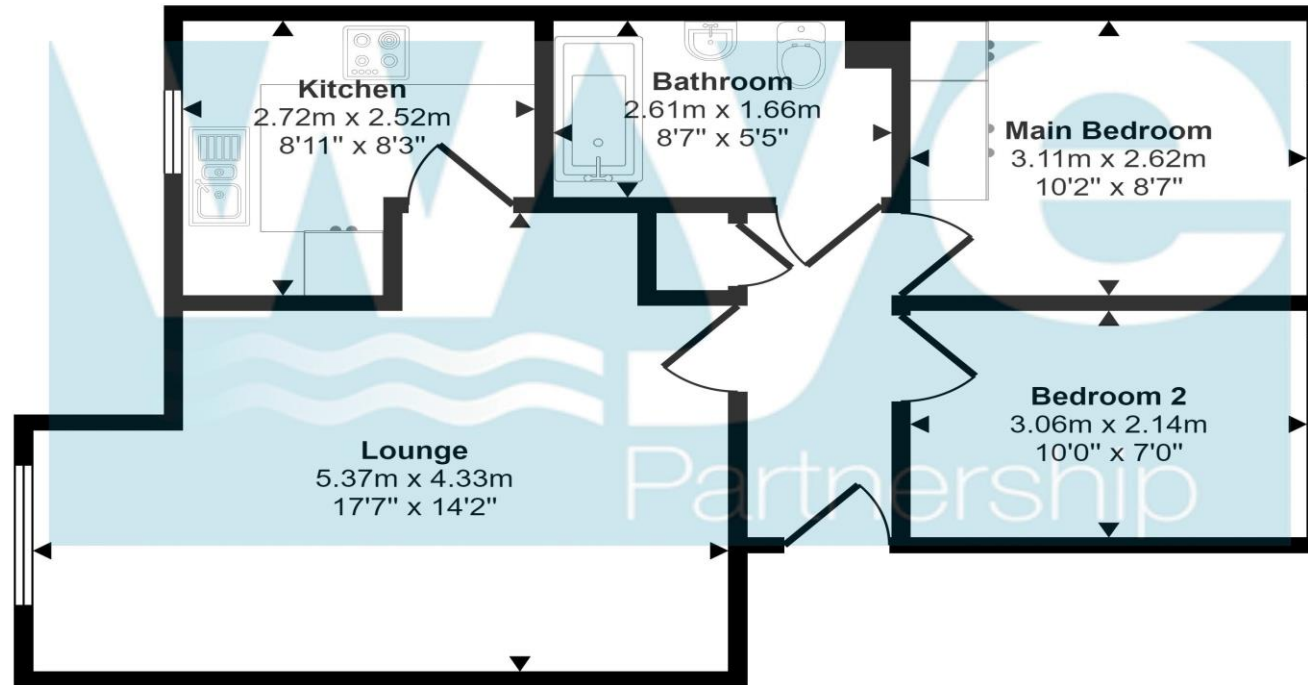 Kitchen
2.72m x 2.52m
8'11" x 8'3"
Bathroom
2.61m x 1.66m
8'7" x 5'5"
Main Bedroom
3.11m x 2.62m
10'2" x 8'7"
Lounge
5.37m x 4.33m
17'7" x 14'2"
Bedroom 2
3.06m x 2.14m
10'0" x 7'0"
wye
Partnership